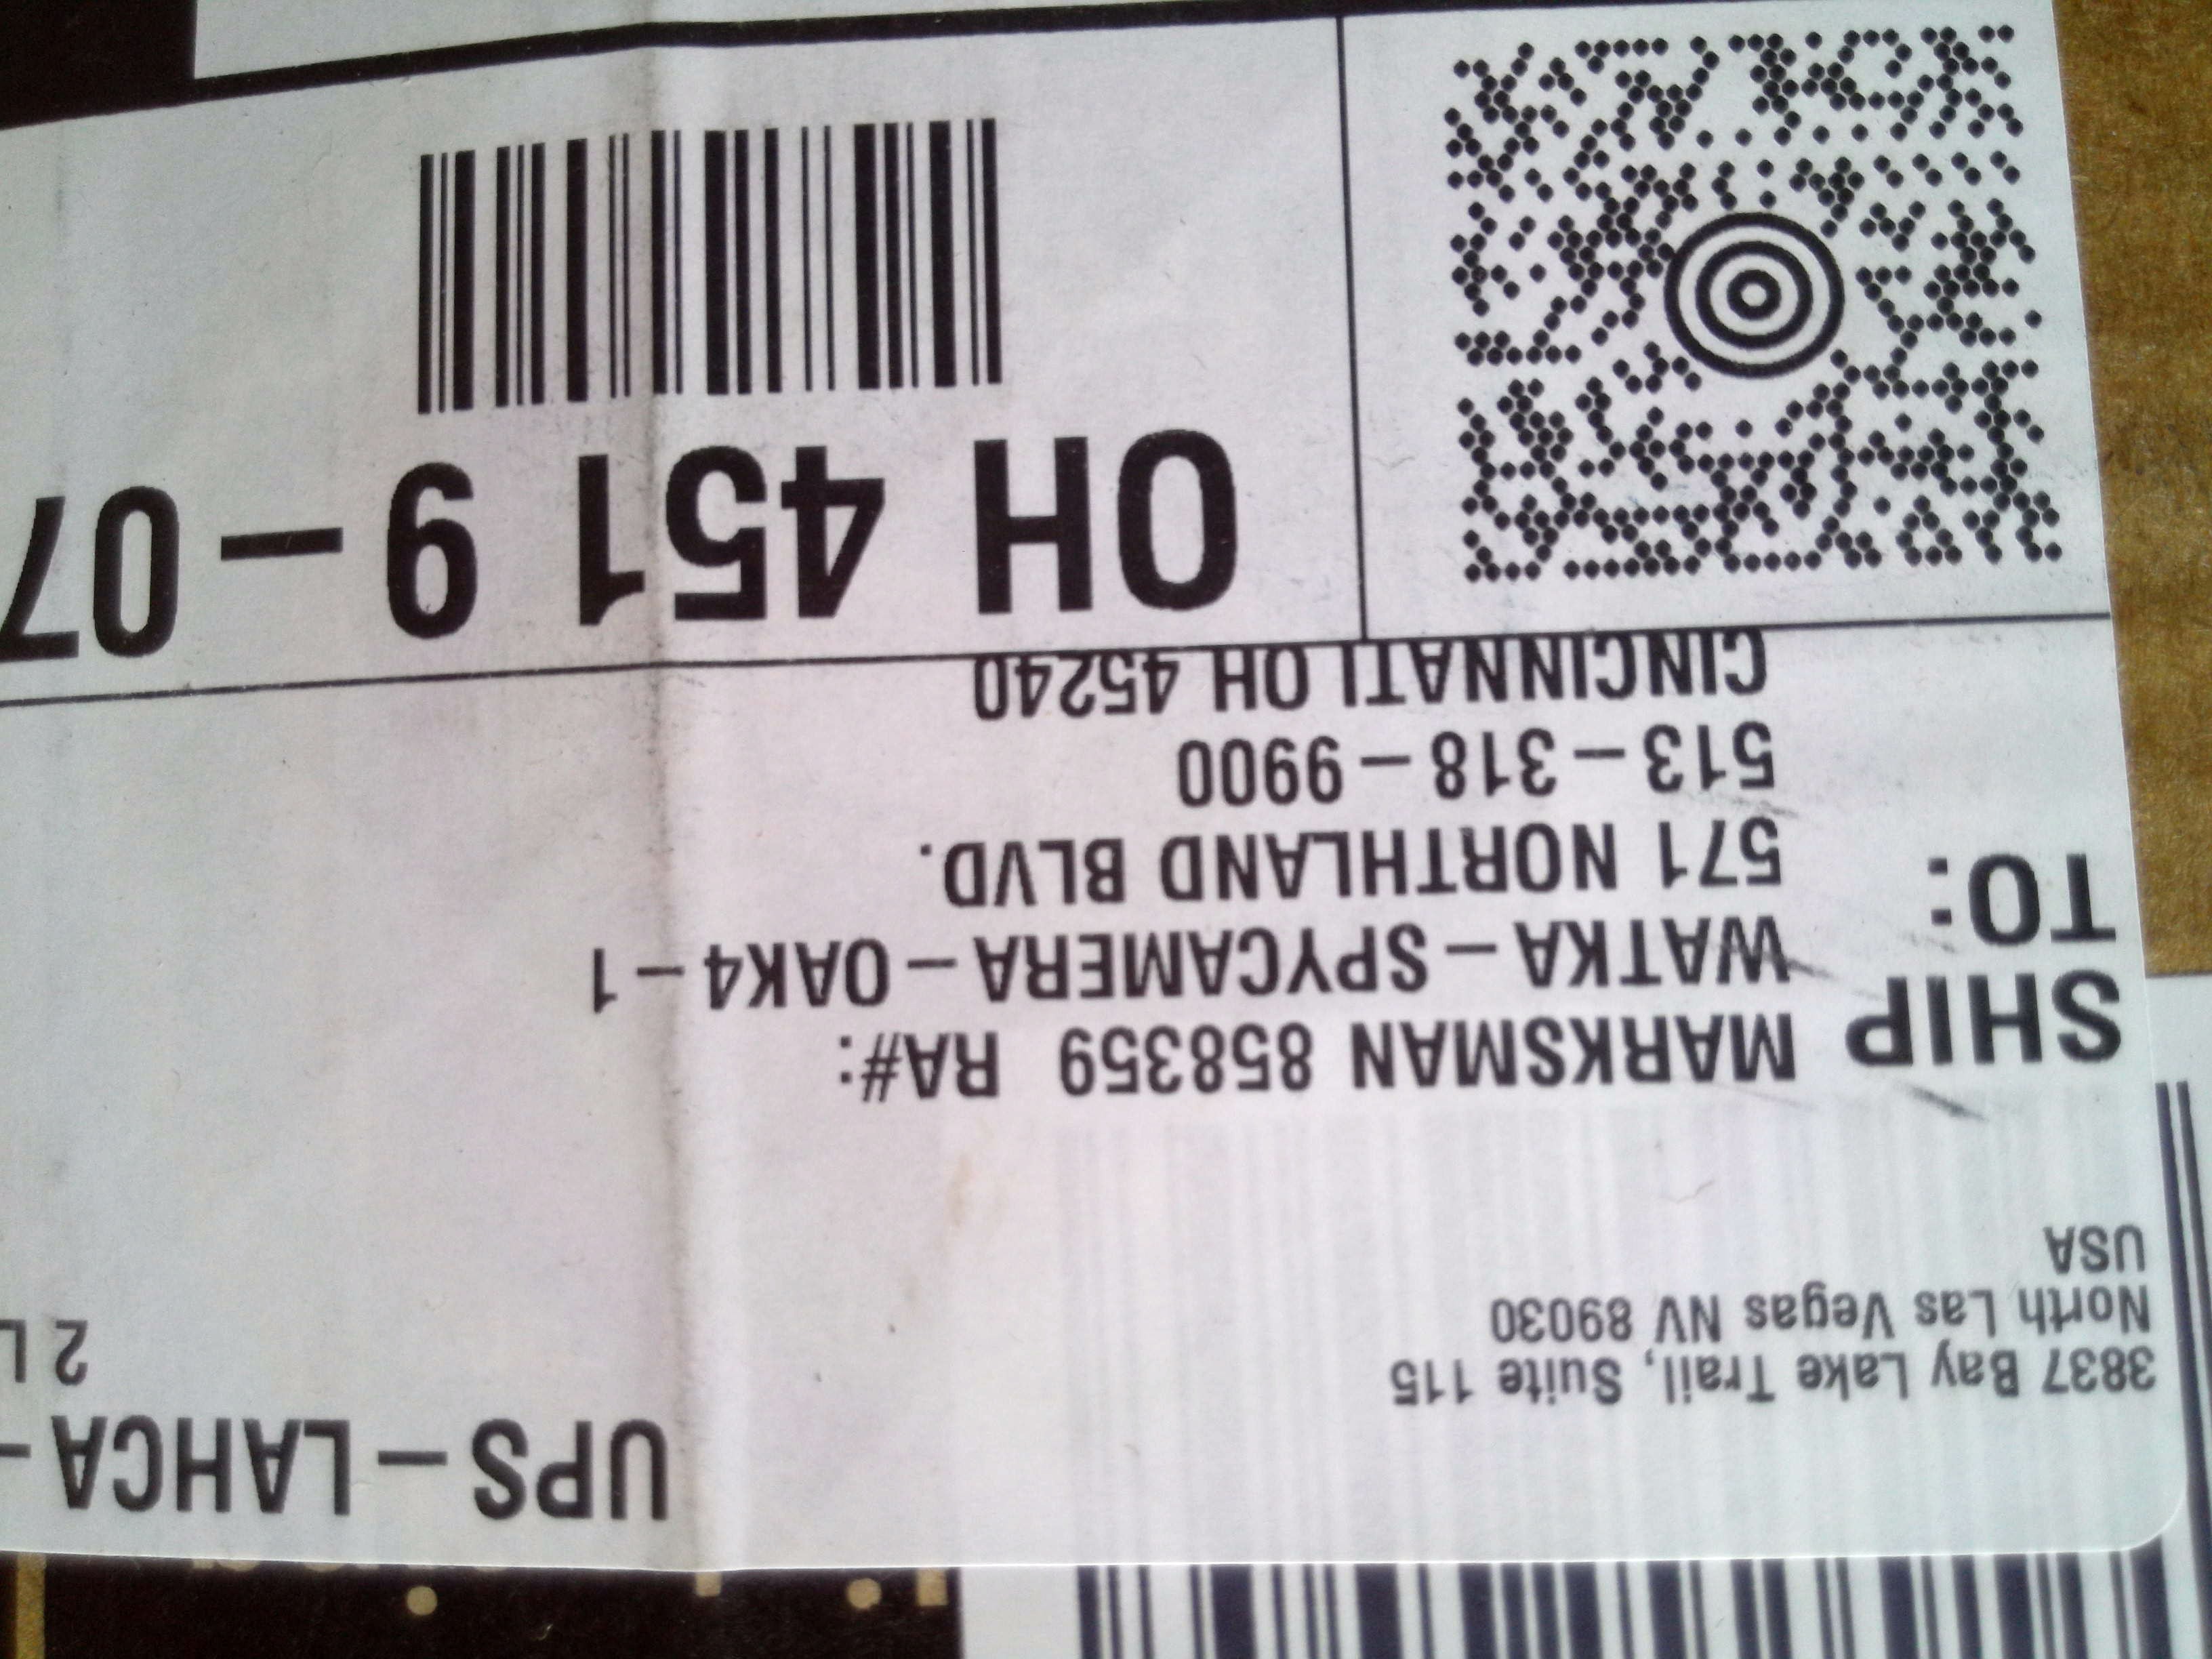 UPS-LAHCA-
2 L
3837 Bay Lake Trail, Suite 115
North Las Vegas NV 89030
USA
SHIP
TO:
MARKSMAN 858359 RA#:
WATKA-SPYCAMERA-OAK4-1
571 NORTHLAND BLVD.
513-318-9900
CINCINNATI OH 45240
OH 451 9-07